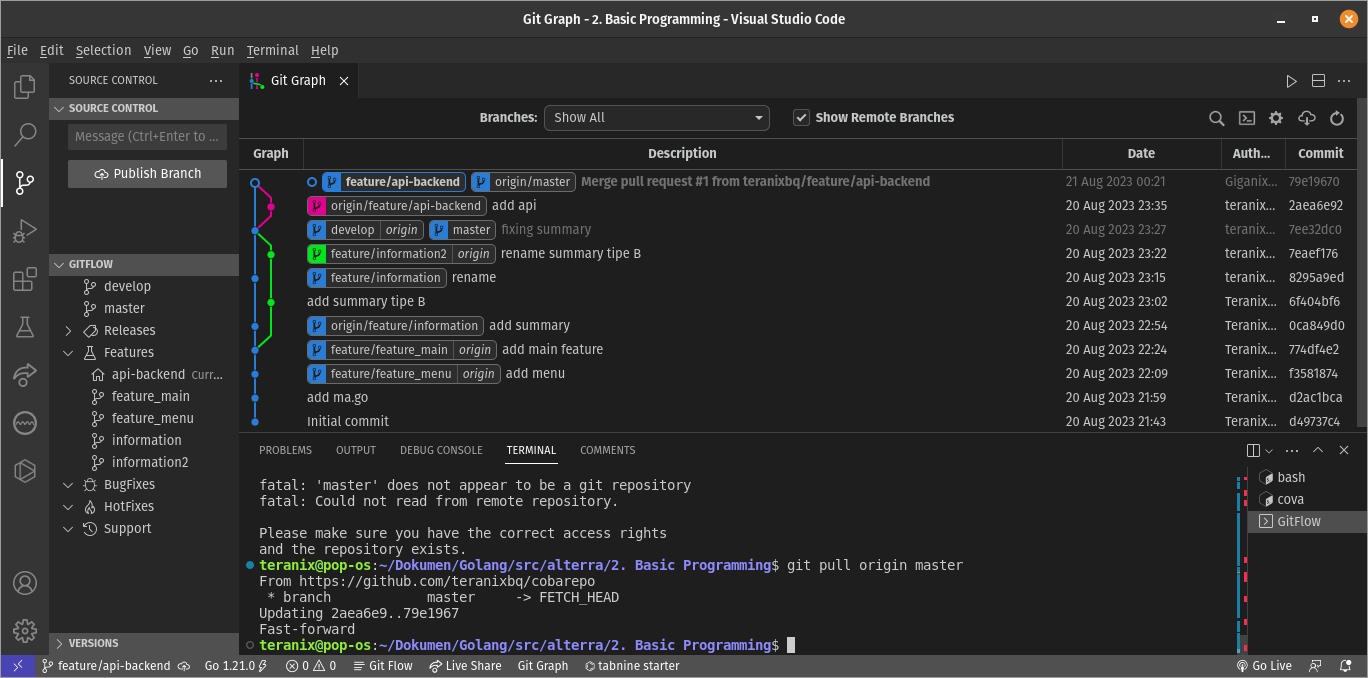 Git Graph - 2. Basic Programming - Visual Studio Code
File Edit Selection View Go Run Terminal Help
SOURCE CONTROL
Git Graph
SOURCE CONTROL
Message (Ctrl+Enter to ...
Publish Branch
GITFLOW
develop
master
Releases
Features
api-backend Curr...
feature_main
feature_menu
information
information2
BugFixes
HotFixes
Support
VERSIONS
Branches: Show All Show Remote Branches
Graph Description Date Auth... Commit
feature/api-backend origin/master Merge pull request #1 from teranixbq/feature/api-backend 21 Aug 2023 00:21 Giganix... 79e19670
origin/feature/api-backend add api 20 Aug 2023 23:35 teranix... 2aea6e92
develop origin master fixing summary 20 Aug 2023 23:27 teranix... 7ee32dc0
feature/information2 origin rename summary tipe B 20 Aug 2023 23:22 teranix... 7eaef176
feature/information rename 20 Aug 2023 23:15 teranix... 8295a9ed
add summary tipe B 20 Aug 2023 23:02 Teranix... 6f404bf6
origin/feature/information add summary 20 Aug 2023 22:54 Teranix... 0ca849d0
feature/feature_main origin add main feature 20 Aug 2023 22:24 Teranix... 774df4e2
feature/feature_menu origin add menu 20 Aug 2023 22:09 Teranix... f3581874
add ma.go 20 Aug 2023 21:59 Teranix... d2ac1bca
Initial commit 20 Aug 2023 21:43 Teranix... d49737c4
PROBLEMS OUTPUT DEBUG CONSOLE TERMINAL COMMENTS
fatal: 'master' does not appear to be a git repository
fatal: Could not read from remote repository.
Please make sure you have the correct access rights
and the repository exists.
teranix@pop-os:~/Dokumen/Golang/src/alterra/2. Basic Programming$ git pull origin master
From https://github.com/teranixbq/cobarepo
* branch master -> FETCH_HEAD
Updating 2aea6e9..79e1967
Fast-forward
teranix@pop-os:~/Dokumen/Golang/src/alterra/2. Basic Programming$
bash
cova
GitFlow
feature/api-backend Go 1.21.0 0 0 Git Flow Live Share Git Graph tabnine starter Go Live